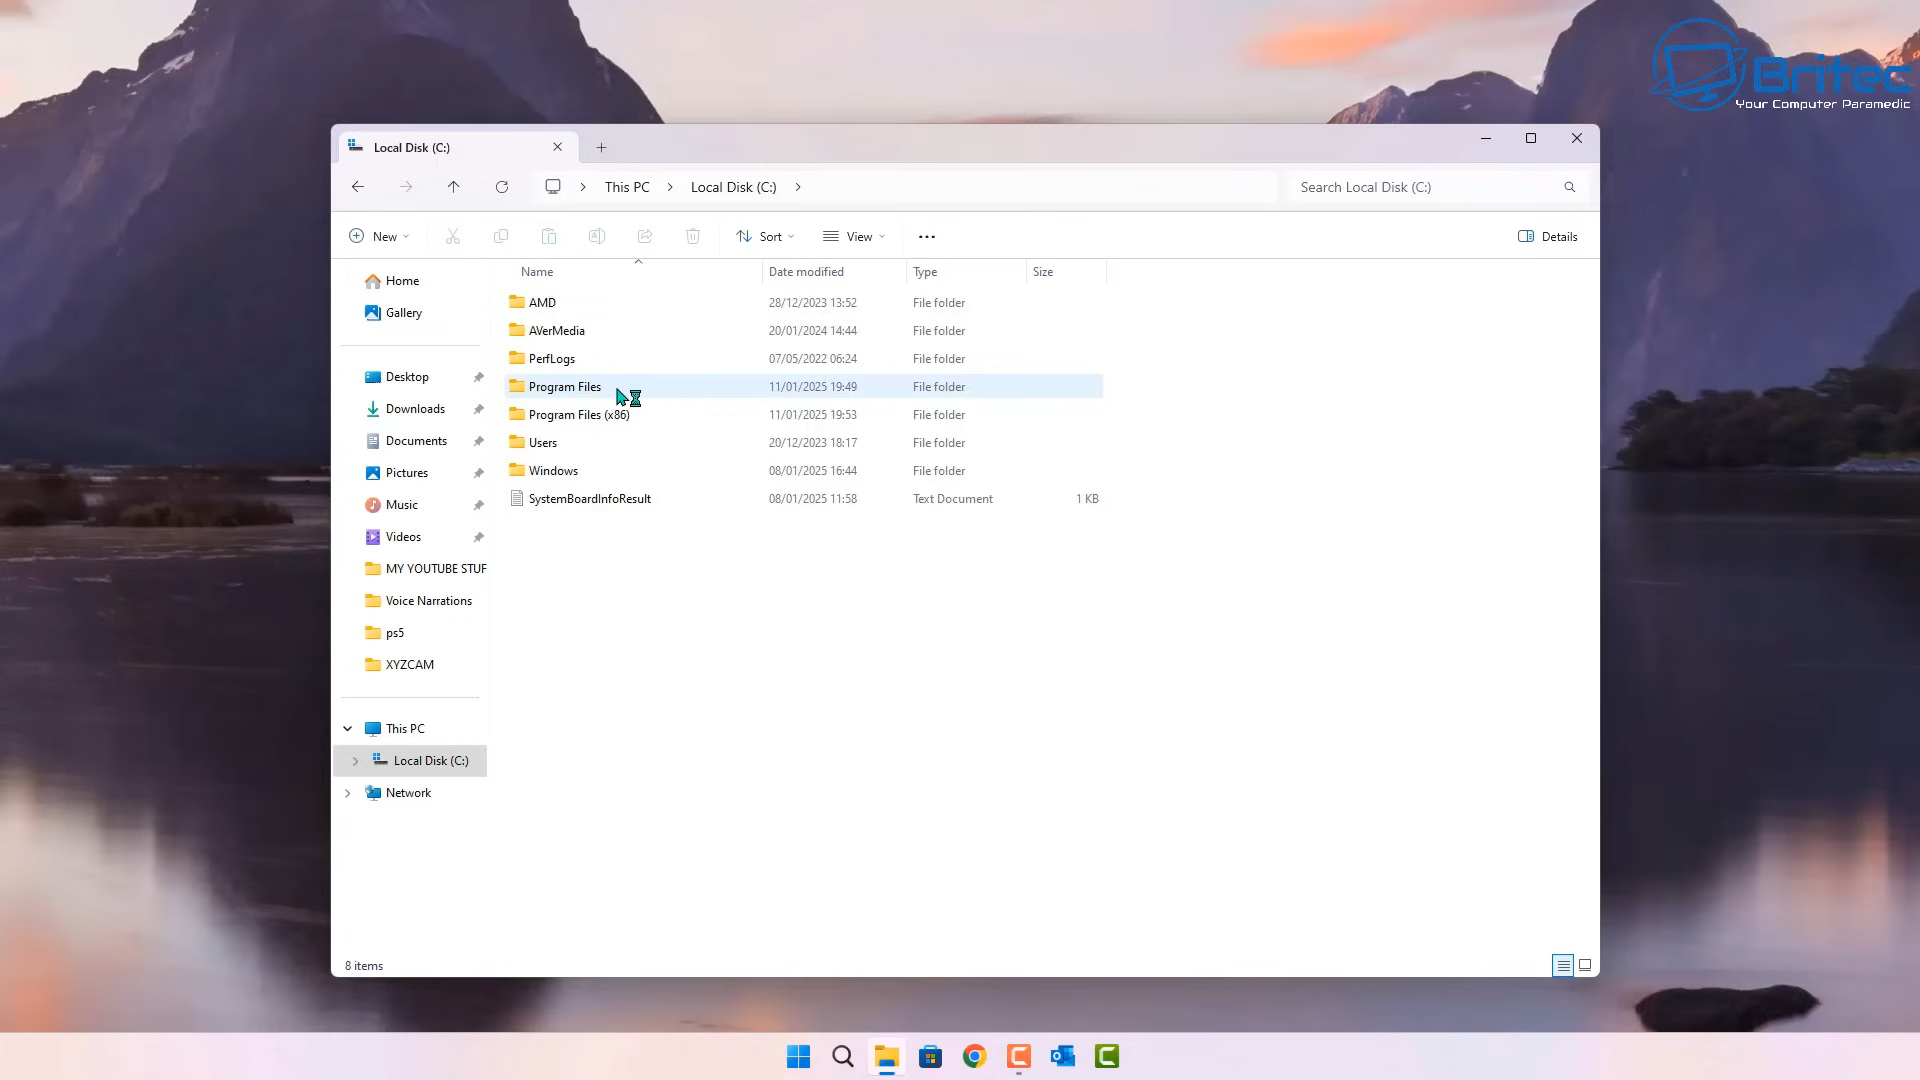 Britec
Your Computer Paramedic
Local Disk (C:)
This PC
Local Disk (C:)
Search Local Disk (C:)
New
Sort
View
Details
Name
Date modified
Type
Size
Home
Gallery
Desktop
Downloads
Documents
Pictures
Music
Videos
MY YOUTUBE STUF
Voice Narrations
ps5
XYZCAM
This PC
Local Disk (C:)
Network
AMD 28/12/2023 13:52 File folder
AVerMedia 20/01/2024 14:44 File folder
PerfLogs 07/05/2022 06:24 File folder
Program Files 11/01/2025 19:49 File folder
Program Files (x86) 11/01/2025 19:53 File folder
Users 20/12/2023 18:17 File folder
Windows 08/01/2025 16:44 File folder
SystemBoardInfoResult 08/01/2025 11:58 Text Document 1 KB
8 items